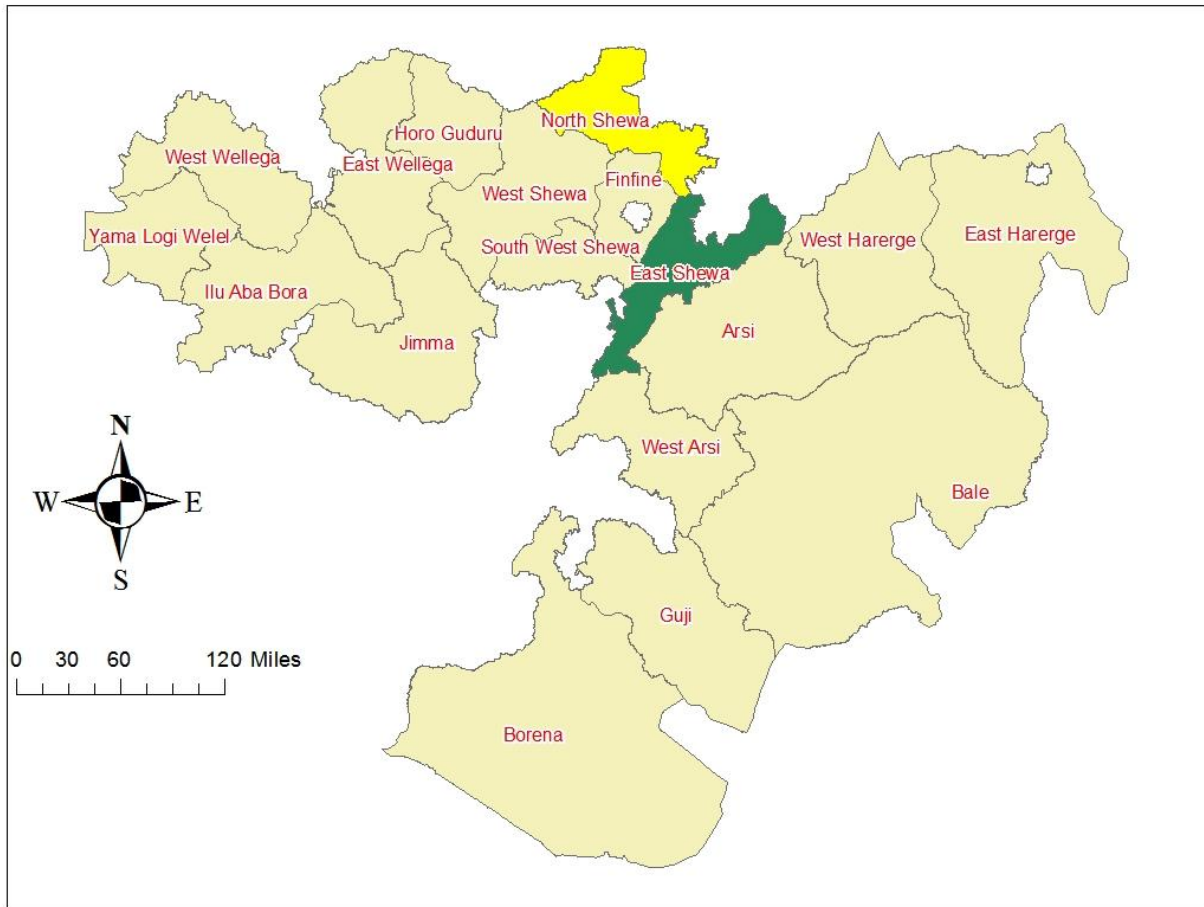 North Shewa
Horo Guduru
West Wellega
East Wellega
Finfine
West Shewa
Yama Logi Welel
South West Shewa
West Harerge
East Harerge
East Shewa
Ilu Aba Bora
Arsi
Jimma
West Arsi
Bale
N
W
E
S
Guji
0 30 60 120 Miles
Borena